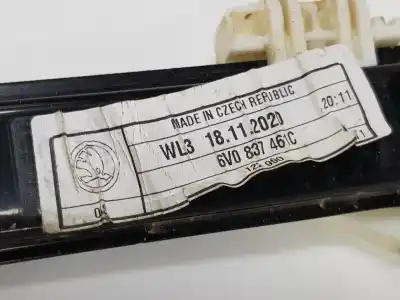 MADE IN CZECH REPUBLIC
WL3 18.11.2020 20:11
6V0 837 461C